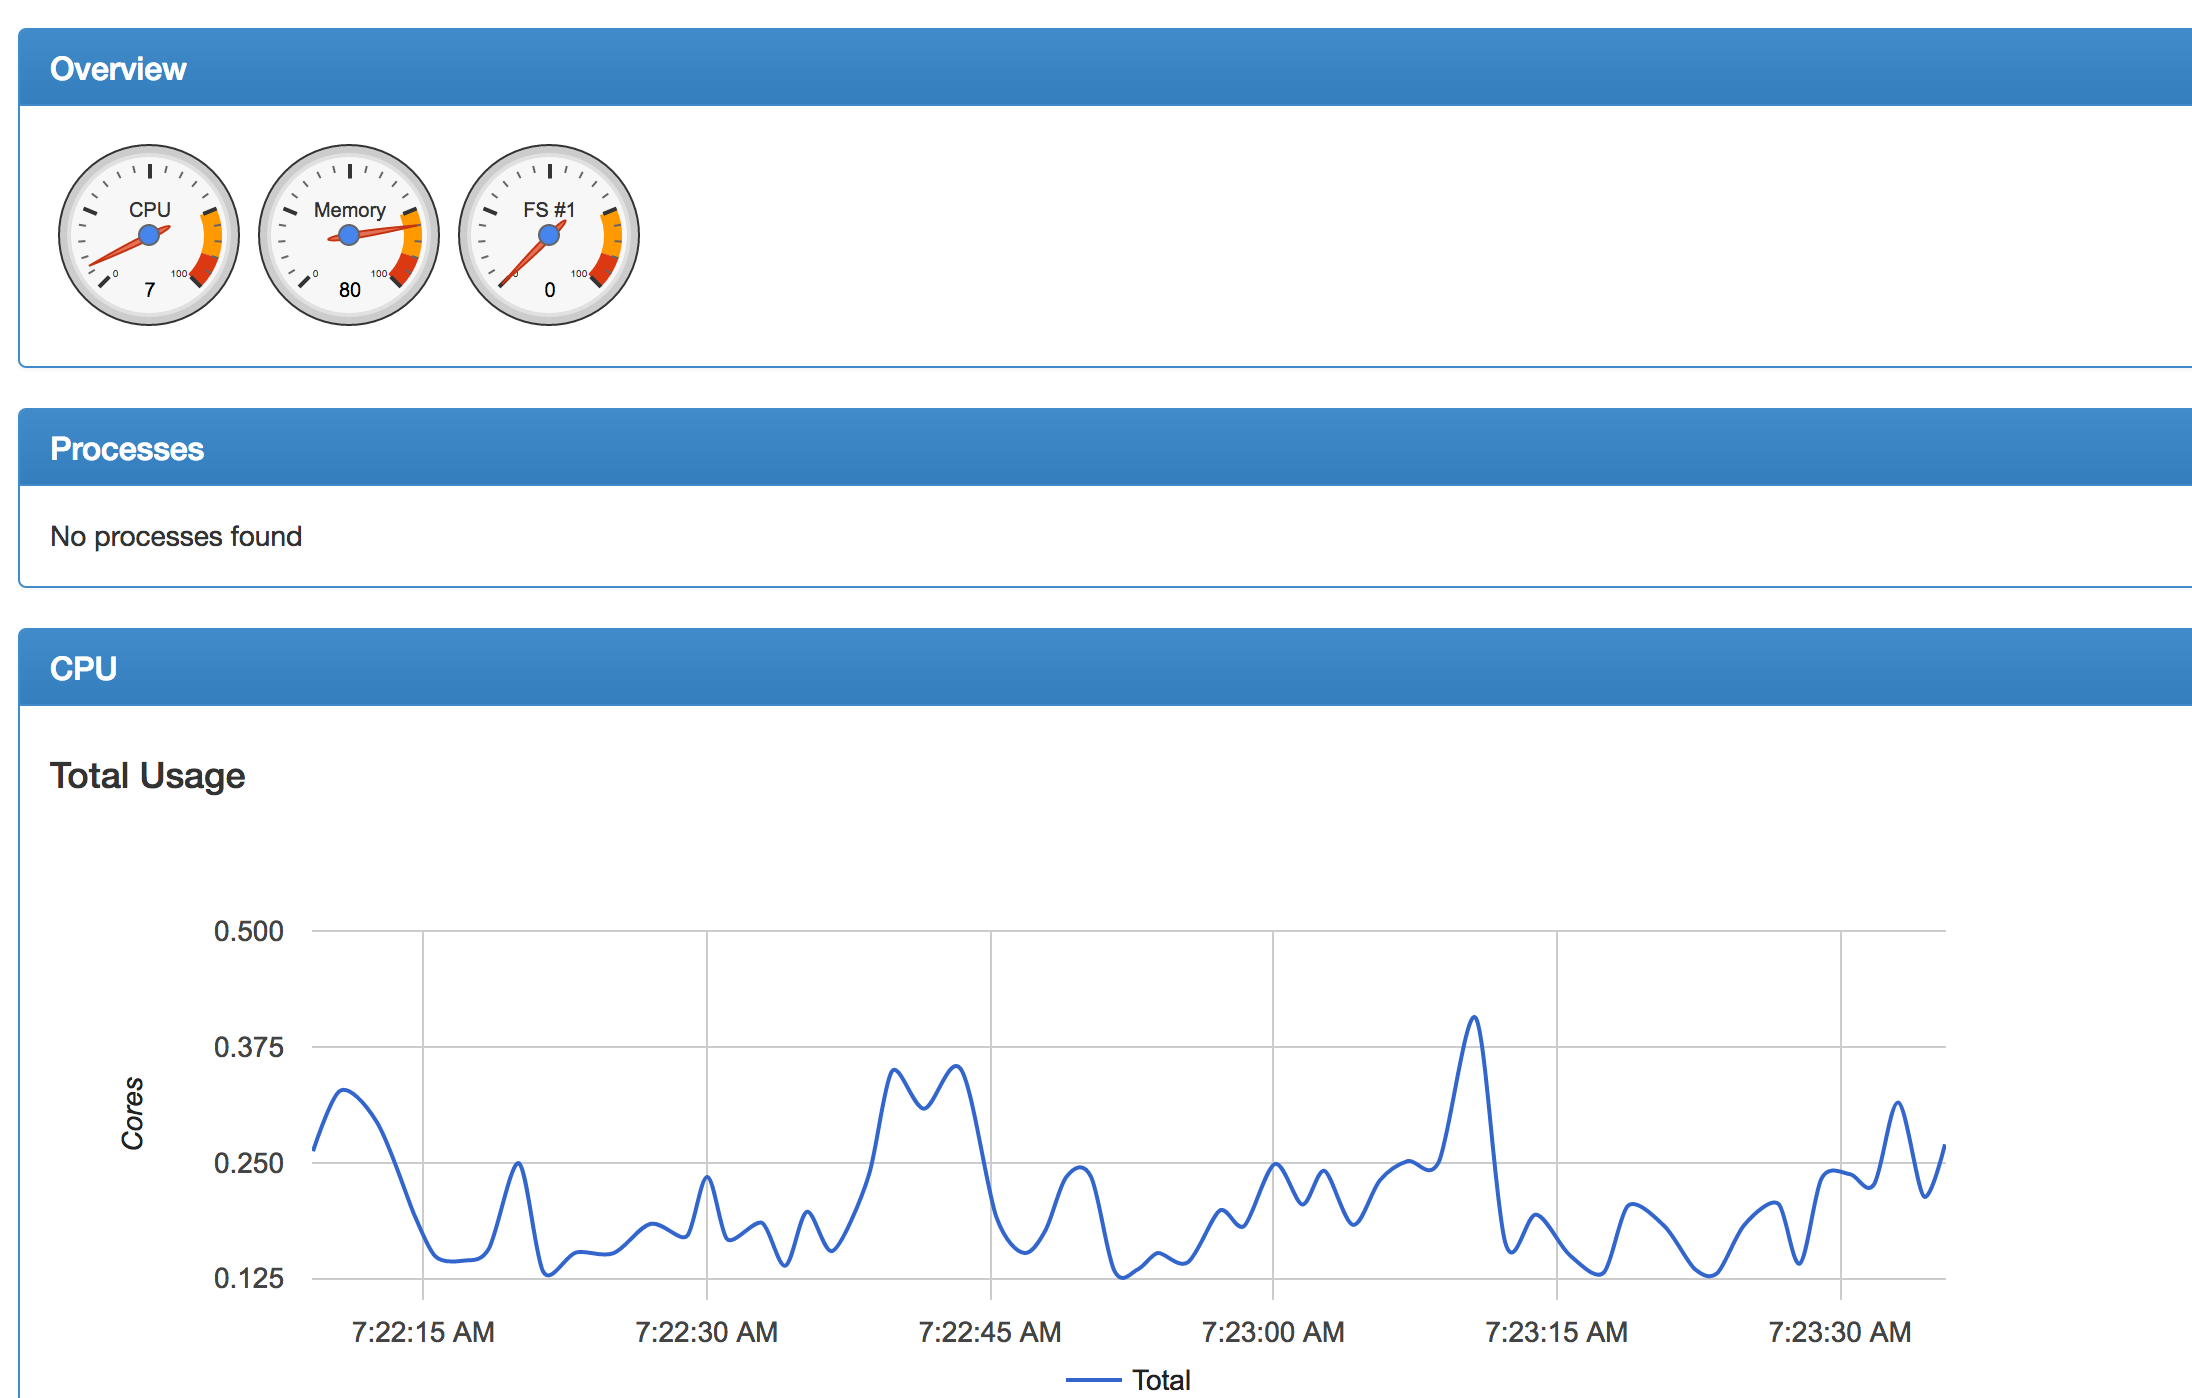 Overview
CPU
0
100
7
Memory
0
100
80
FS #1
0
100
0
Processes
No processes found
CPU
Total Usage
0.500
0.375
0.250
0.125
Cores
7:22:15 AM 7:22:30 AM 7:22:45 AM 7:23:00 AM 7:23:15 AM 7:23:30 AM
Total